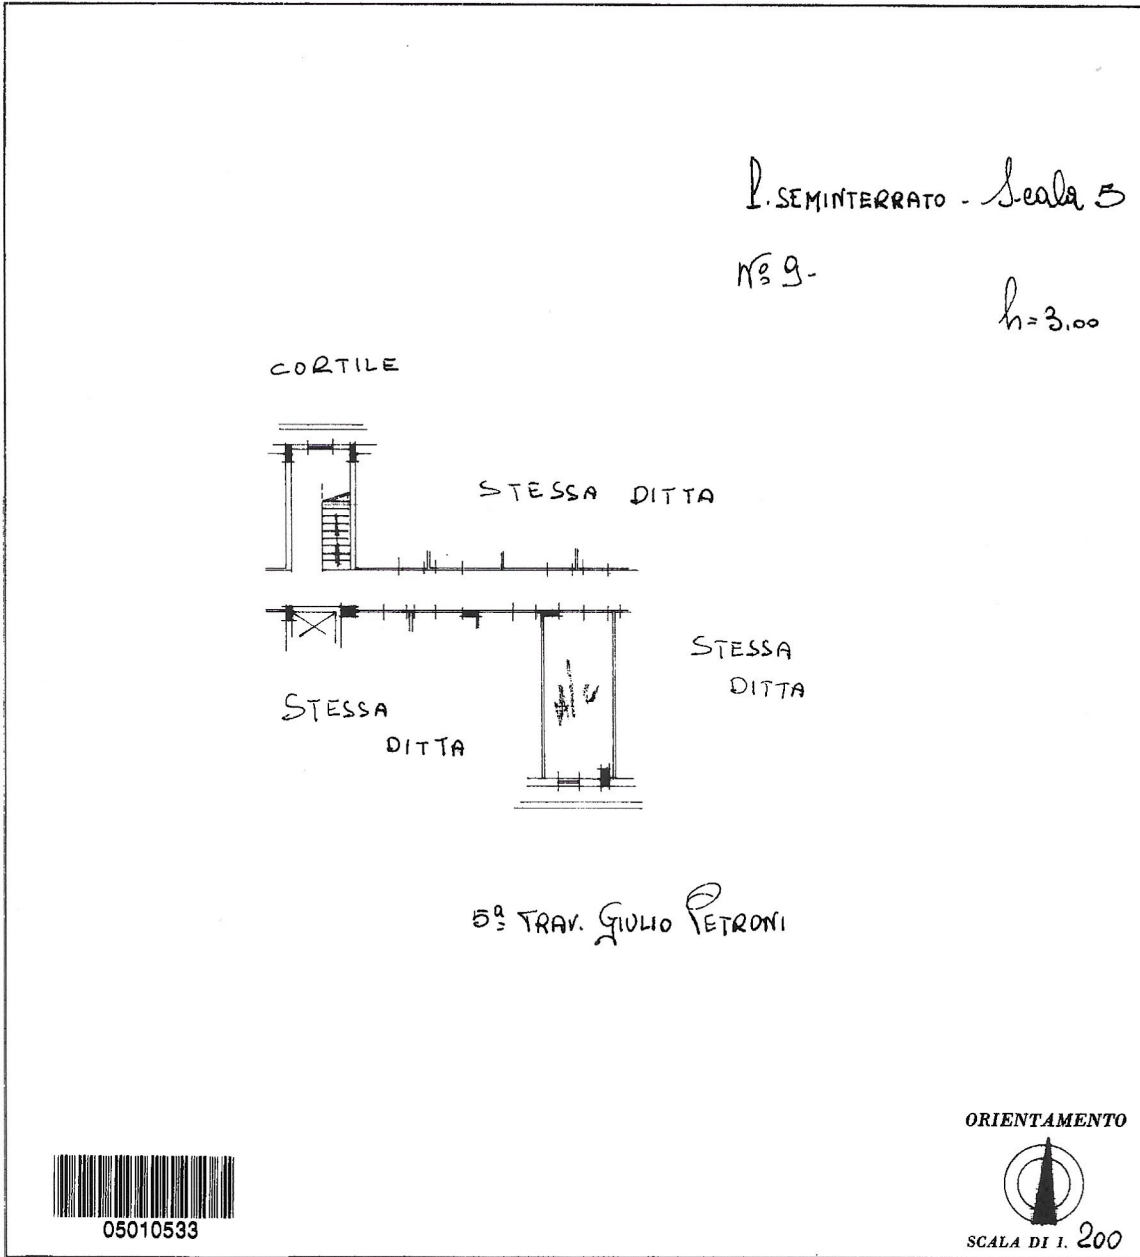 P. SEMINTERRATO - Scala 5
Nº 9-
h=3,00
CORTILE
STESSA DITTA
STESSA
DITTA
STESSA
DITTA
5ª TRAV. GIULIO PETRONI
ORIENTAMENTO
SCALA DI 1. 200
05010533